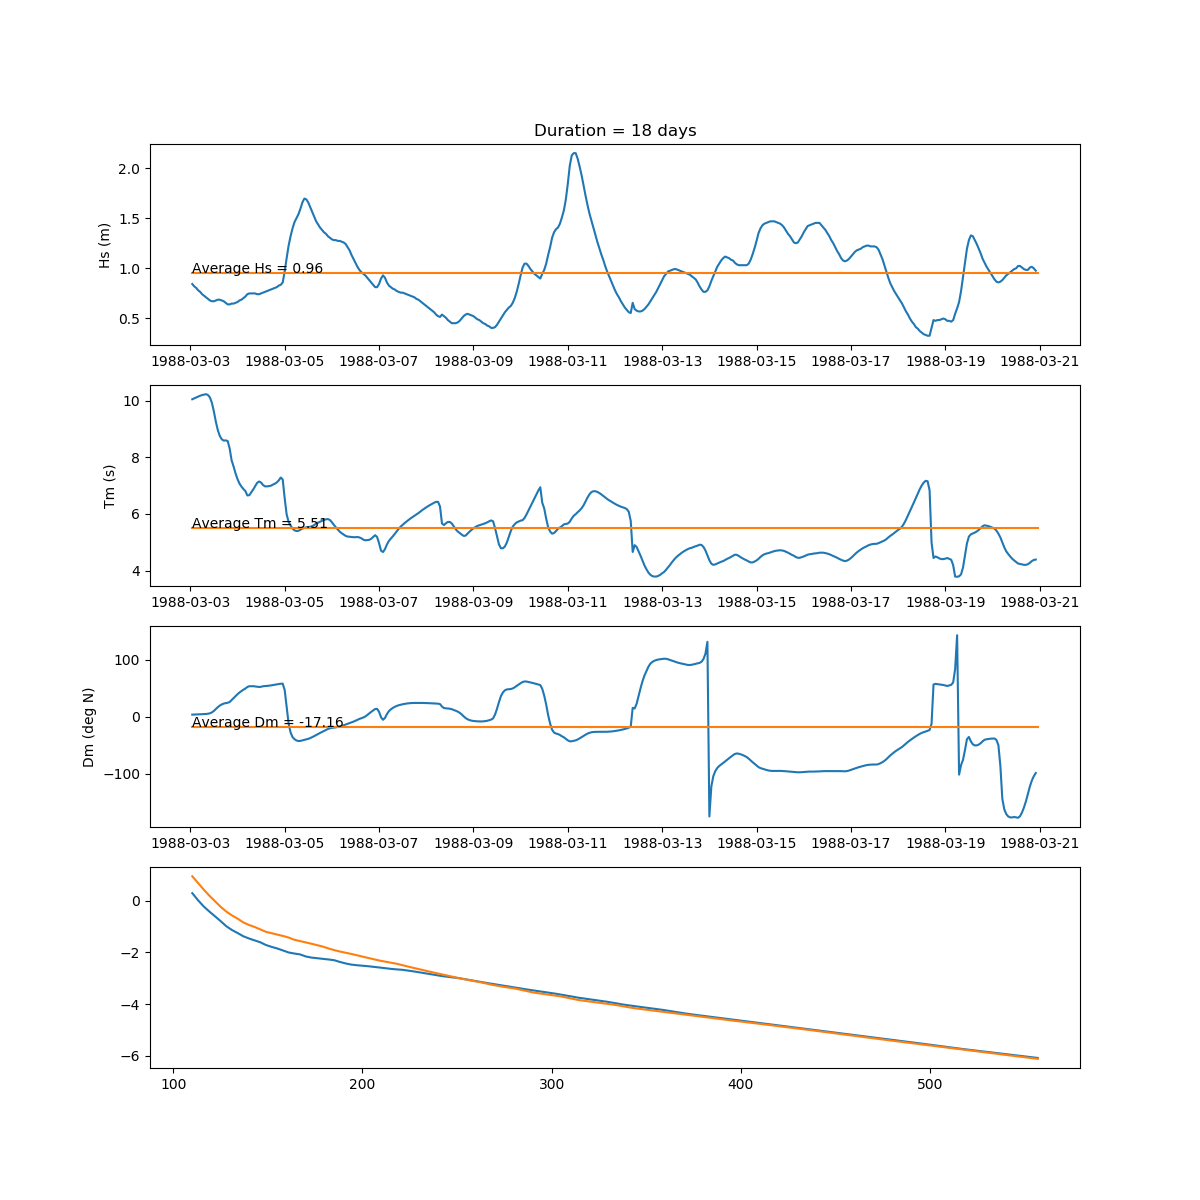 Duration = 18 days
2.0
1.5
1.0
0.5
Hs (m)
Average Hs = 0.96
1988-03-03 1988-03-05 1988-03-07 1988-03-09 1988-03-11 1988-03-13 1988-03-15 1988-03-17 1988-03-19 1988-03-21
10
8
6
4
Tm (s)
Average Tm = 5.51
1988-03-03 1988-03-05 1988-03-07 1988-03-09 1988-03-11 1988-03-13 1988-03-15 1988-03-17 1988-03-19 1988-03-21
100
0
−100
Dm (deg N)
Average Dm = -17.16
1988-03-03 1988-03-05 1988-03-07 1988-03-09 1988-03-11 1988-03-13 1988-03-15 1988-03-17 1988-03-19 1988-03-21
0
−2
−4
−6
100 200 300 400 500